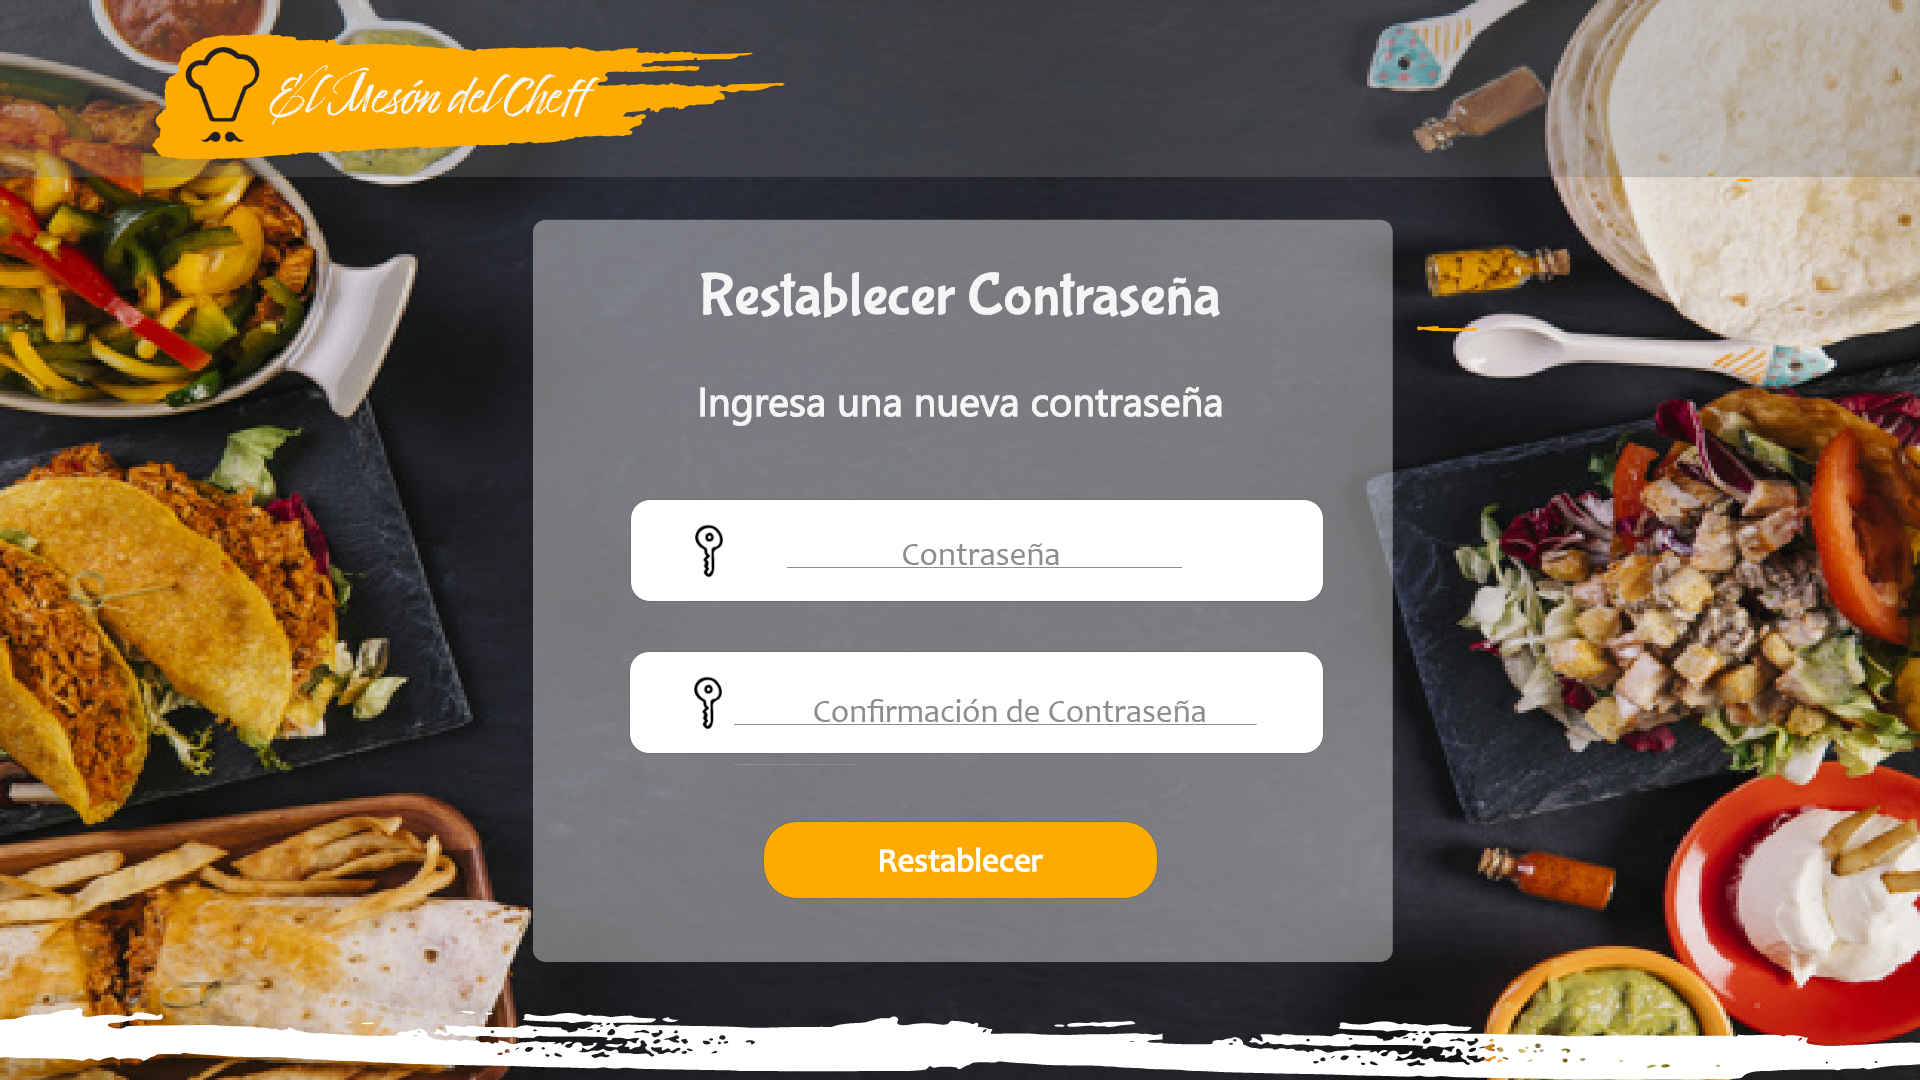 El Mesón del Cheff
Restablecer Contraseña
Ingresa una nueva contraseña
Contraseña
Confirmación de Contraseña
Restablecer